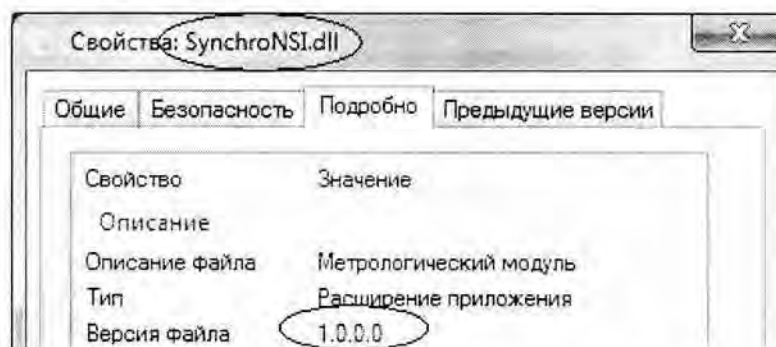 Свойства: SynchroNSI.dll
Общие Безопасность Подробно Предыдущие версии
Свойство Значение
Описание
Описание файла Метрологический модуль
Тип Расширение приложения
Версия файла 1.0.0.0